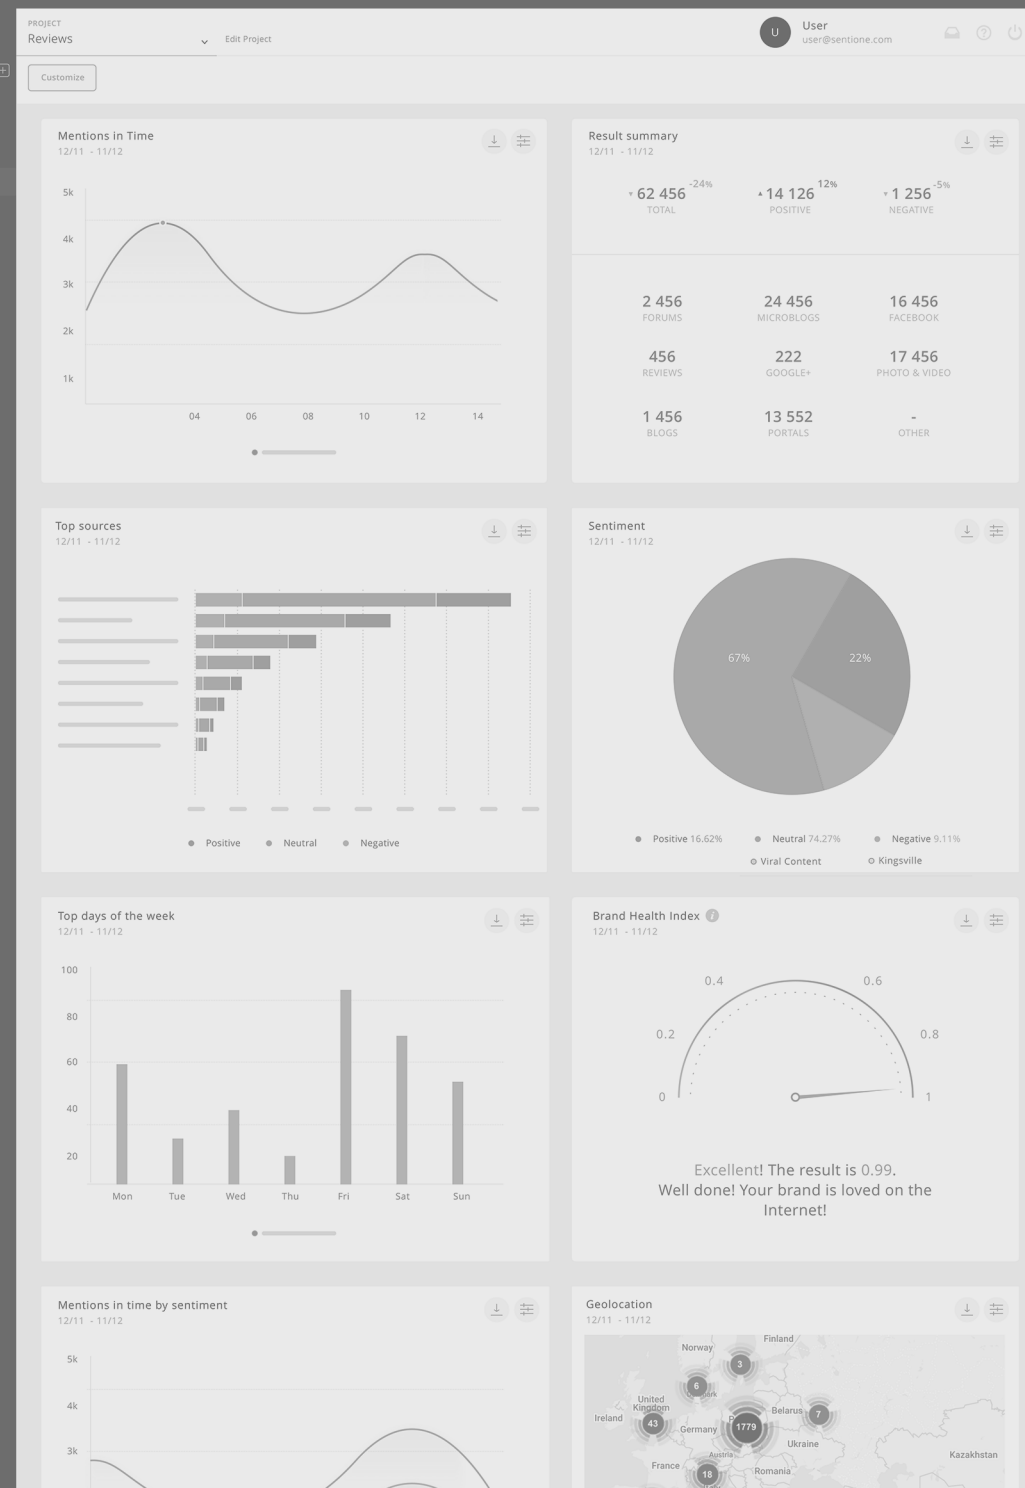 PROJECT
Reviews
Edit Project
U
User
user@sentione.com
Customize
Mentions in Time
12/11 - 11/12
5k
4k
3k
2k
1k
04 06 08 10 12 14
Result summary
12/11 - 11/12
62 456 -24%
TOTAL
14 126 12%
POSITIVE
1 256 -5%
NEGATIVE
2 456
FORUMS
24 456
MICROBLOGS
16 456
FACEBOOK
456
REVIEWS
222
GOOGLE+
17 456
PHOTO & VIDEO
1 456
BLOGS
13 552
PORTALS
-
OTHER
Top sources
12/11 - 11/12
Positive Neutral Negative
Sentiment
12/11 - 11/12
67%
22%
Positive 16.62% Neutral 74.27% Negative 9.11%
Viral Content Kingsville
Top days of the week
12/11 - 11/12
100
80
60
40
20
Mon Tue Wed Thu Fri Sat Sun
Brand Health Index i
12/11 - 11/12
0.4 0.6
0.2 0.8
0 1
Excellent! The result is 0.99.
Well done! Your brand is loved on the
Internet!
Mentions in time by sentiment
12/11 - 11/12
5k
4k
3k
Geolocation
12/11 - 11/12
Finland
Norway
3
6
United
Kingdom
Ireland
43
Germany
1779
Belarus
7
Ukraine
Austria
France
18
Romania
Kazakhstan